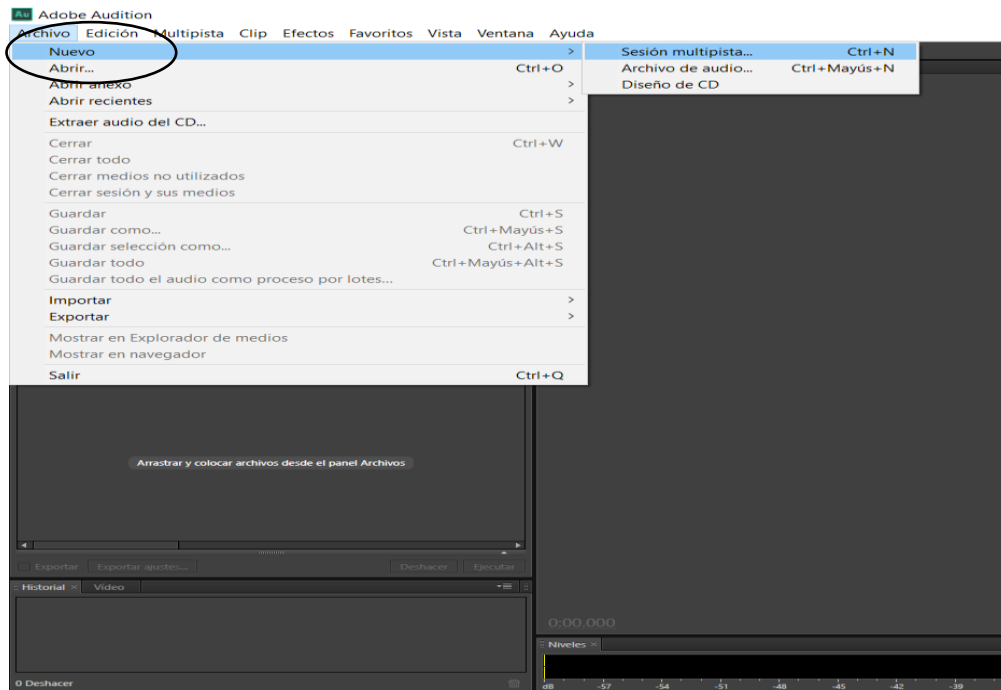 Au Adobe Audition
Archivo Edición Multipista Clip Efectos Favoritos Vista Ventana Ayuda
Nuevo >
Sesión multipista... Ctrl+N
Abrir... Ctrl+O
Archivo de audio... Ctrl+Mayús+N
Abrir anexo >
Diseño de CD
Abrir recientes >
Extraer audio del CD...
Cerrar Ctrl+W
Cerrar todo
Cerrar medios no utilizados
Cerrar sesión y sus medios
Guardar Ctrl+S
Guardar como... Ctrl+Mayús+S
Guardar selección como... Ctrl+Alt+S
Guardar todo Ctrl+Mayús+Alt+S
Guardar todo el audio como proceso por lotes...
Importar >
Exportar >
Mostrar en Explorador de medios
Mostrar en navegador
Salir Ctrl+Q
Arrastrar y colocar archivos desde el panel Archivos
Exportar Exportar ajustes... Deshacer Ejecutar
Historial × Vídeo
0:00.000
Niveles ×
0 Deshacer
dB -57 -54 -51 -48 -45 -42 -39